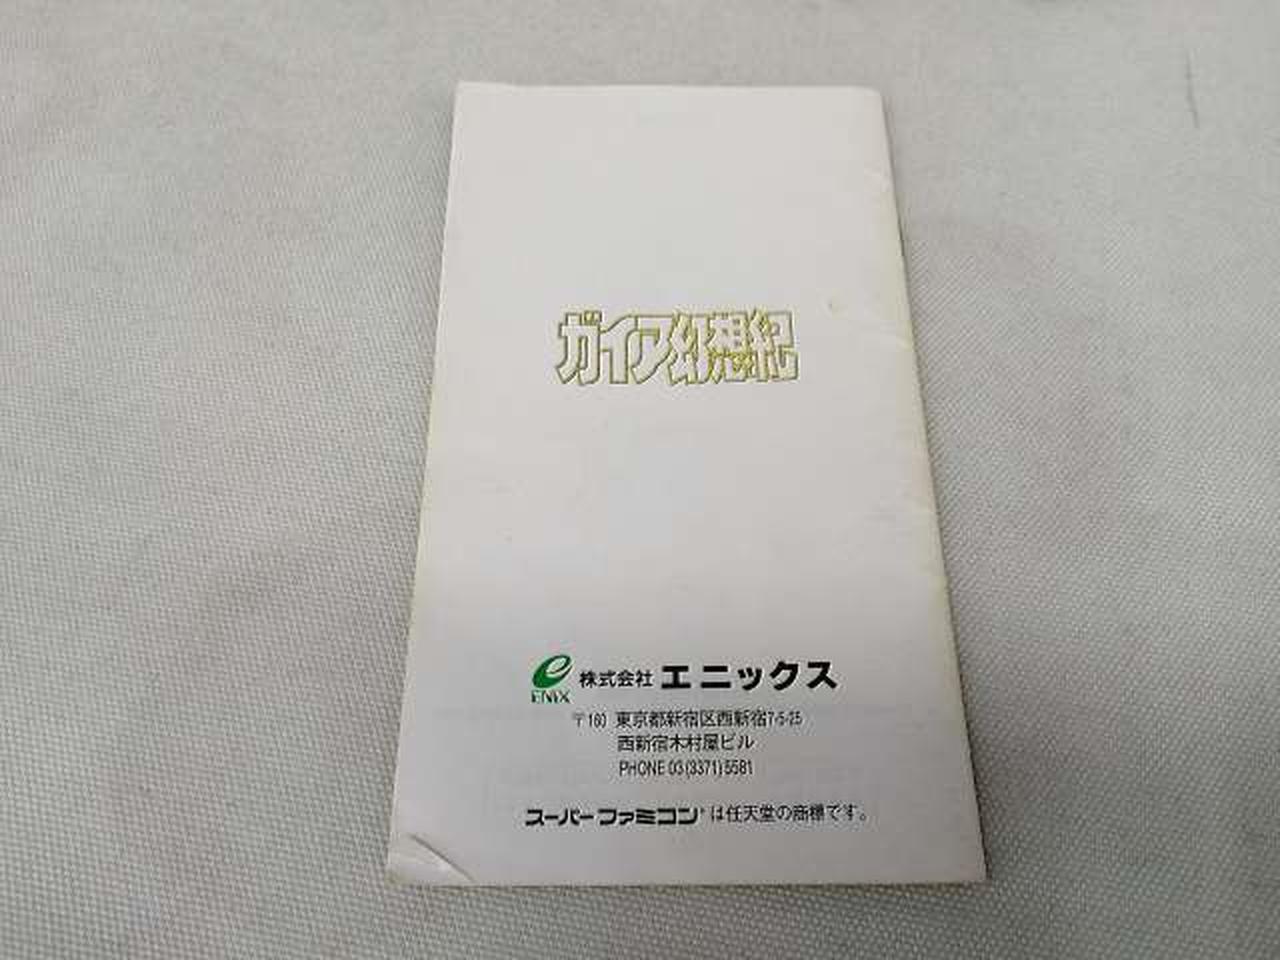 ガイア幻想紀
ENIX 株式会社 エニックス
〒160 東京都新宿区西新宿7-5-25
西新宿木村屋ビル
PHONE 03(3371)5581
スーパーファミコン®は任天堂の商標です。